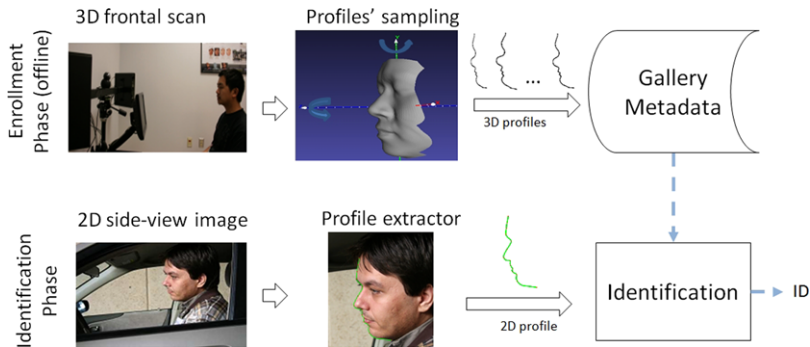 3D frontal scan
Profiles' sampling
Enrollment
Phase (offline)
...
3D profiles
Gallery
Metadata
2D side-view image
Profile extractor
Identification
Phase
2D profile
Identification
ID